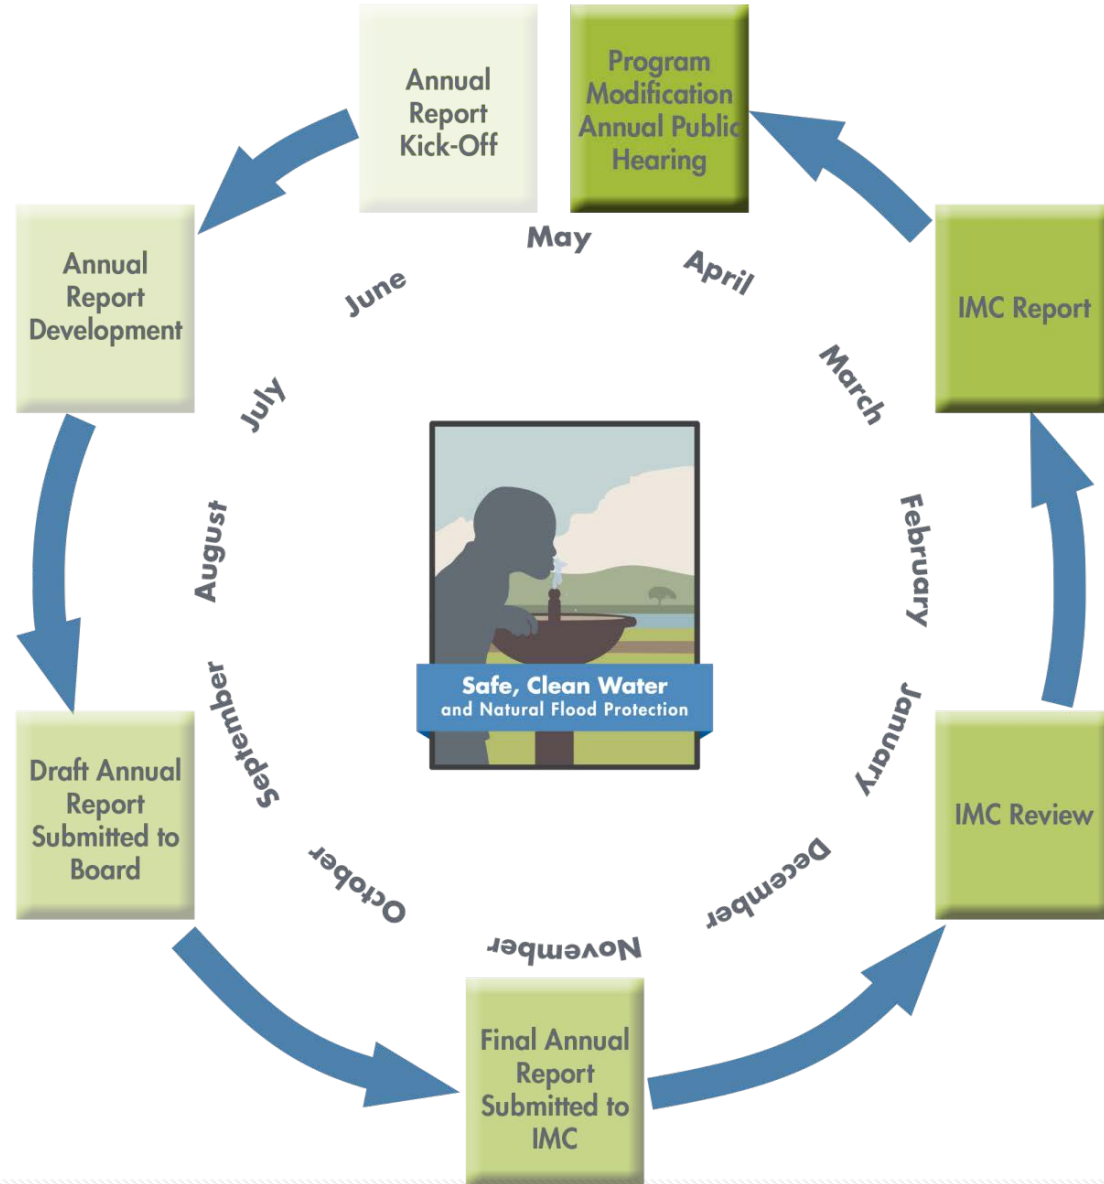 Annual
Report
Kick-Off
Program
Modification
Annual Public
Hearing
Annual
Report
Development
IMC Report
May
April
June
March
July
February
August
September
January
October
December
November
Safe, Clean Water
and Natural Flood Protection
Draft Annual
Report
Submitted to
Board
IMC Review
Final Annual
Report
Submitted to
IMC